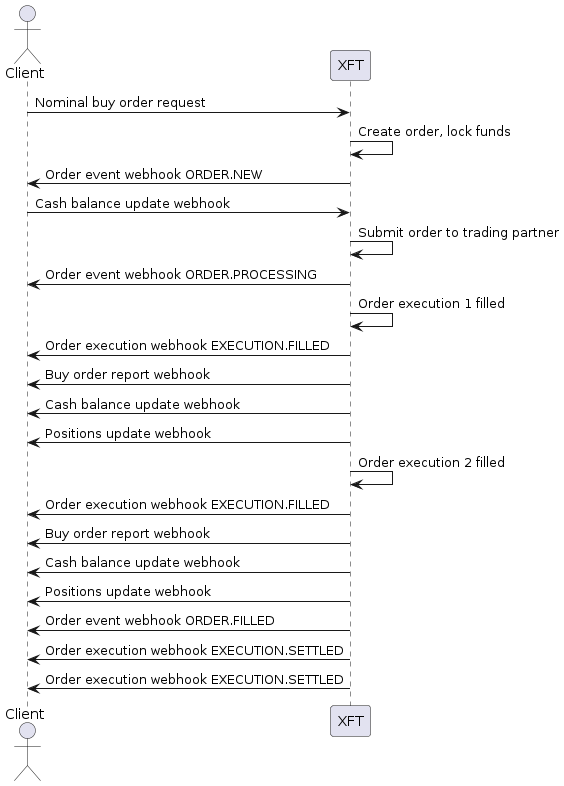 Client
XFT
Nominal buy order request
Create order, lock funds
Order event webhook ORDER.NEW
Cash balance update webhook
Submit order to trading partner
Order event webhook ORDER.PROCESSING
Order execution 1 filled
Order execution webhook EXECUTION.FILLED
Buy order report webhook
Cash balance update webhook
Positions update webhook
Order execution 2 filled
Order execution webhook EXECUTION.FILLED
Buy order report webhook
Cash balance update webhook
Positions update webhook
Order event webhook ORDER.FILLED
Order execution webhook EXECUTION.SETTLED
Order execution webhook EXECUTION.SETTLED
Client
XFT